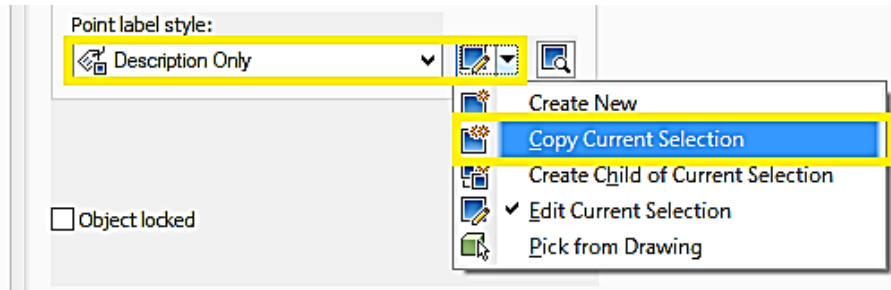 Point label style:
Description Only
Create New
Copy Current Selection
Create Child of Current Selection
Edit Current Selection
Pick from Drawing
Object locked